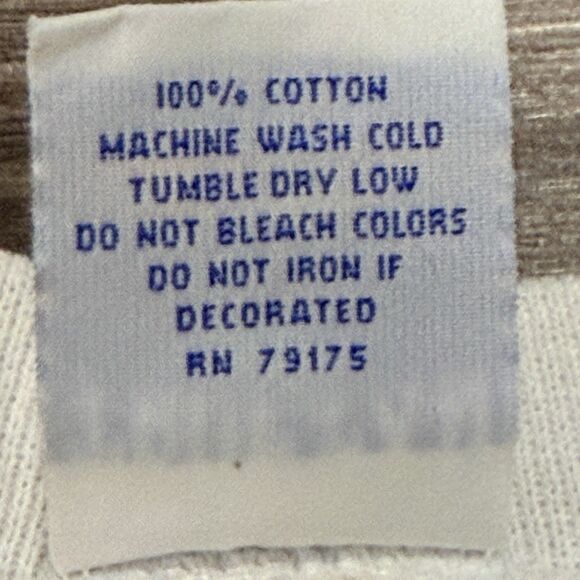 100% COTTON
MACHINE WASH COLD
TUMBLE DRY LOW
DO NOT BLEACH COLORS
DO NOT IRON IF
DECORATED
RN 79175